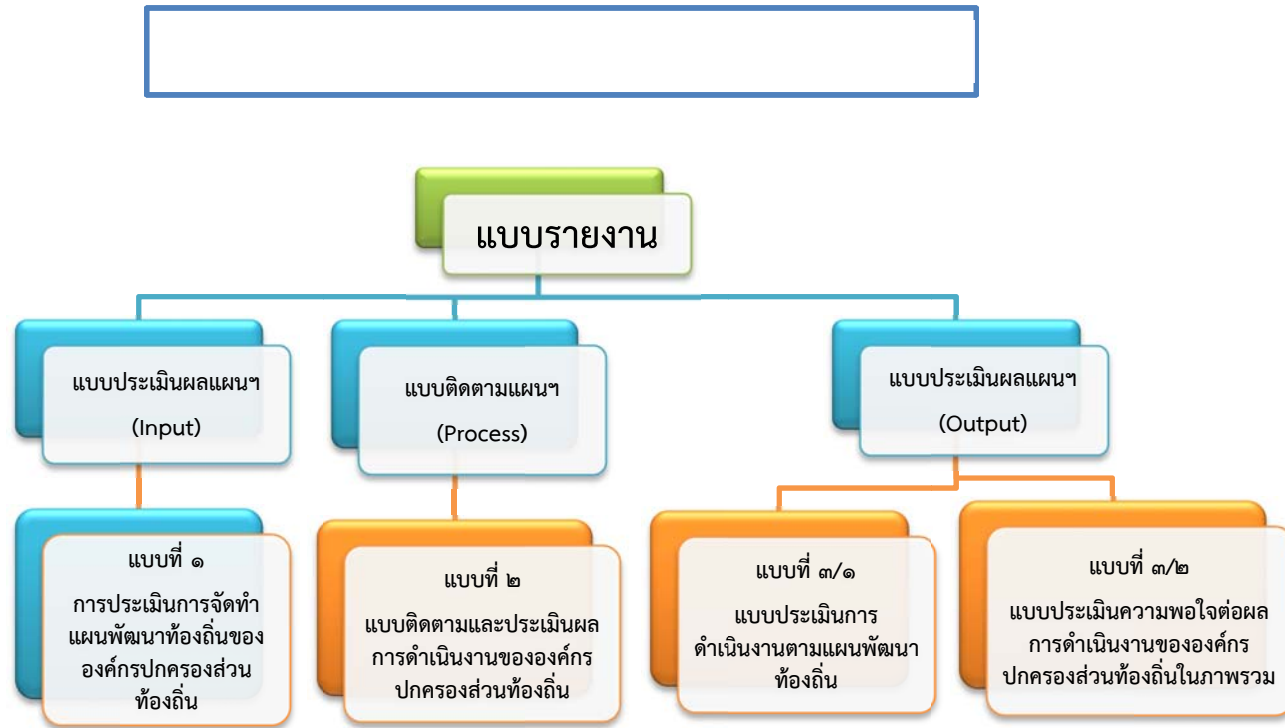 แบบรายงาน
แบบประเมินผลแผนฯ
(Input)
แบบติดตามแผนฯ
(Process)
แบบประเมินผลแผนฯ
(Output)
แบบที่ ๑
การประเมินการจัดทำ
แผนพัฒนาท้องถิ่นของ
องค์กรปกครองส่วน
ท้องถิ่น
แบบที่ ๒
แบบติดตามและประเมินผล
การดำเนินงานขององค์กร
ปกครองส่วนท้องถิ่น
แบบที่ ๓/๑
แบบประเมินการ
ดำเนินงานตามแผนพัฒนา
ท้องถิ่น
แบบที่ ๓/๒
แบบประเมินความพอใจต่อผล
การดำเนินงานขององค์กร
ปกครองส่วนท้องถิ่นในภาพรวม